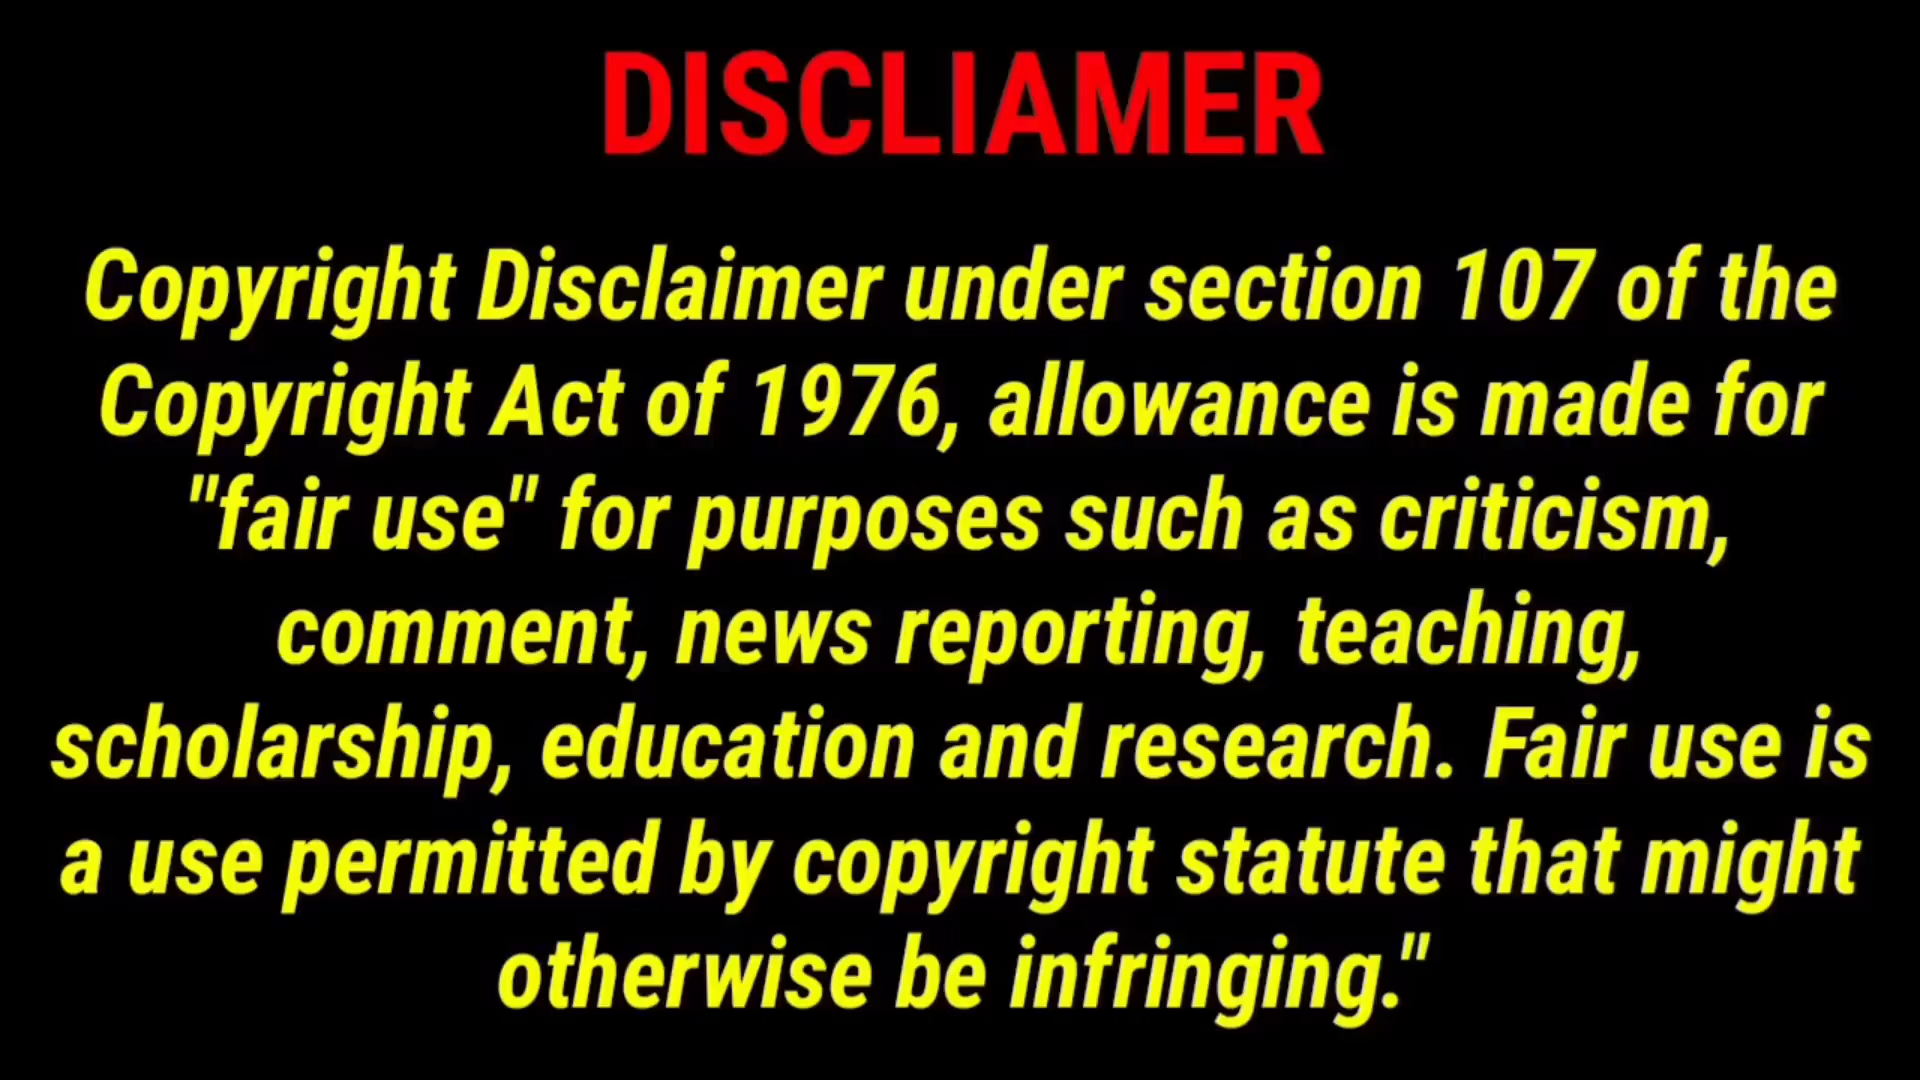 DISCLIAMER
Copyright Disclaimer under section 107 of the
Copyright Act of 1976, allowance is made for
"fair use" for purposes such as criticism,
comment, news reporting, teaching,
scholarship, education and research. Fair use is
a use permitted by copyright statute that might
otherwise be infringing."